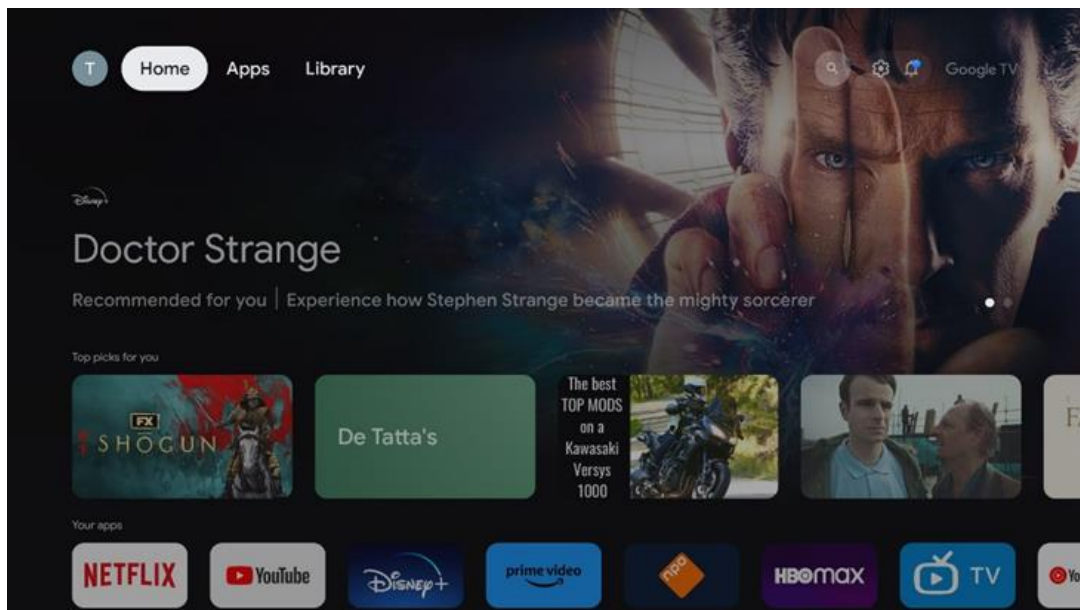 T
Home
Apps
Library
Google TV
Disney+
Doctor Strange
Recommended for you | Experience how Stephen Strange became the mighty sorcerer
Top picks for you
FX
SHŌGUN
De Tatta's
The best
TOP MODS
on a
Kawasaki
Versys
1000
Your apps
NETFLIX
YouTube
Disney+
prime video
npo
HBOMAX
TV